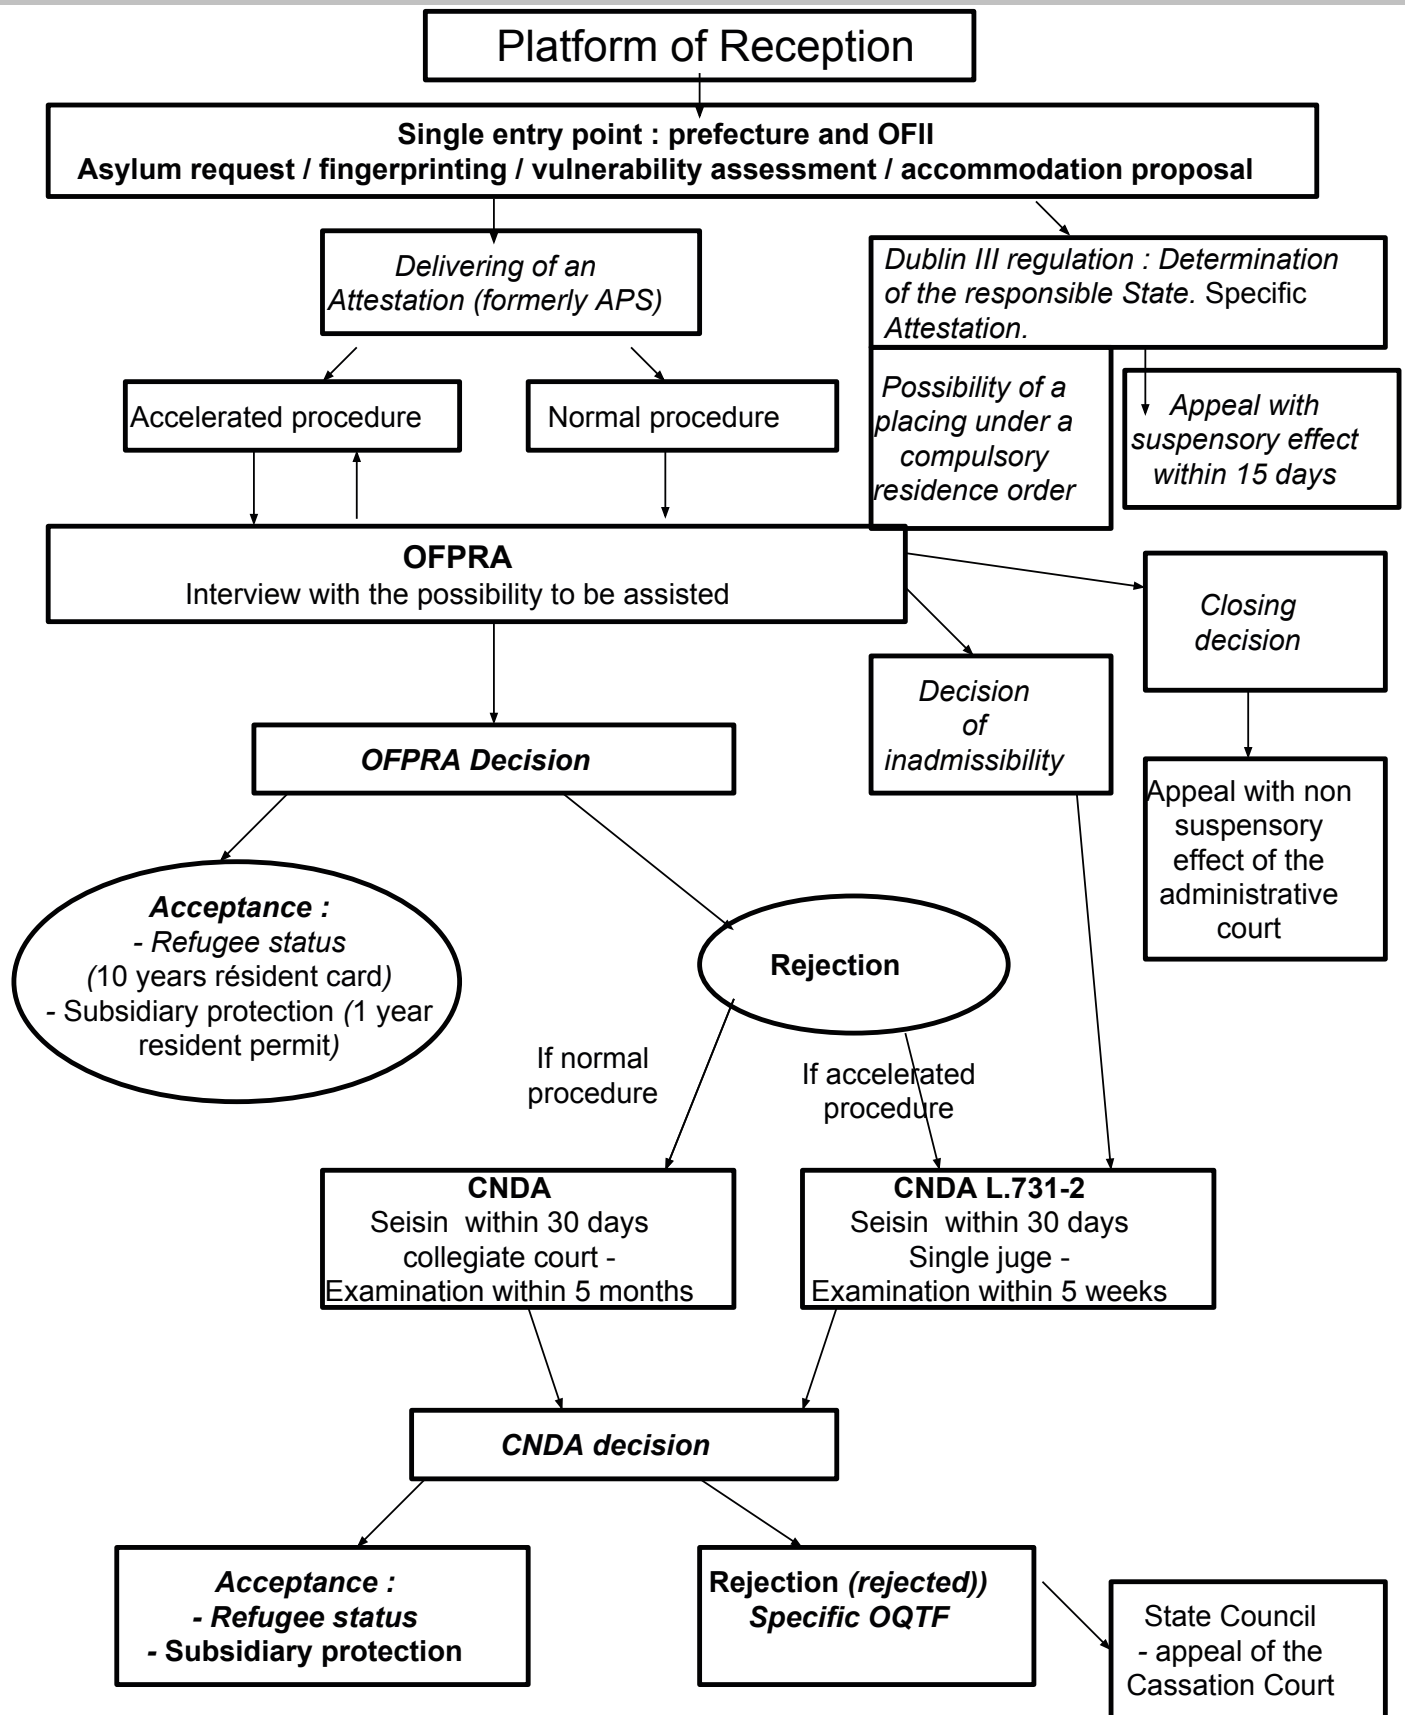 Platform of Reception
Single entry point : prefecture and OFII
Asylum request / fingerprinting / vulnerability assessment / accommodation proposal
Delivering of an
Attestation (formerly APS)
Dublin III regulation : Determination
of the responsible State. Specific
Attestation.
Accelerated procedure
Normal procedure
Possibility of a
placing under a
compulsory
residence order
Appeal with
suspensory effect
within 15 days
OFPRA
Interview with the possibility to be assisted
Closing
decision
Decision
of
inadmissibility
OFPRA Decision
Appeal with non
suspensory
effect of the
administrative
court
Acceptance :
- Refugee status
(10 years résident card)
- Subsidiary protection (1 year
resident permit)
Rejection
If normal
procedure
If accelerated
procedure
CNDA
Seisin within 30 days
collegiate court -
Examination within 5 months
CNDA L.731-2
Seisin within 30 days
Single juge -
Examination within 5 weeks
CNDA decision
Acceptance :
- Refugee status
- Subsidiary protection
Rejection (rejected))
Specific OQTF
State Council
- appeal of the
Cassation Court